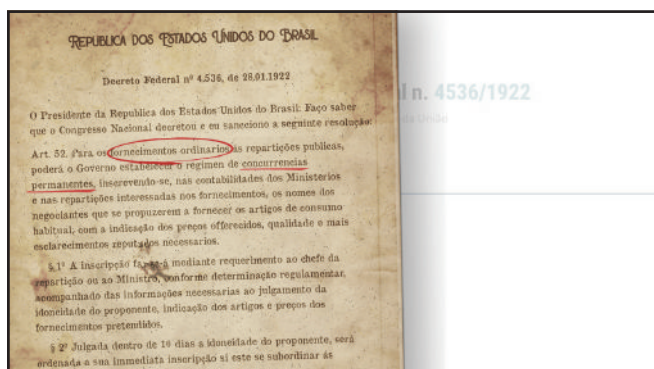 REPUBLICA DOS ESTADOS UNIDOS DO BRASIL
Decreto Federal nº 4.536, de 28.01.1922
O Presidente da Republica dos Estados Unidos do Brasil: Faço saber
que o Congresso Nacional decretou e eu sancciono a seguinte resolução:
Art. 52. Para os fornecimentos ordinarios ás repartições publicas,
poderá o Governo estabelecer o regimen de concurrencias
permanentes, inscrevendo-se, nas contabilidades dos Ministerios
e nas repartições interessadas nos fornecimentos, os nomes dos
negociantes que se propuzerem a fornecer os artigos de consumo
habitual, com a indicação dos preços offerecidos, qualidade e mais
esclarecimentos reputados necessarios.
§ 1º A inscripção far-se-á mediante requerimento ao chefe da
repartição ou ao Ministro, conforme determinação regulamentar,
acompanhado das informações necessarias ao julgamento da
idoneidade do proponente, indicação dos artigos e preços dos
fornecimentos pretendidos.
§ 2º Julgada dentro de 10 dias a idoneidade do proponente, será
ordenada a sua immediata inscripção si este se subordinar ás
l n. 4536/1922
da União